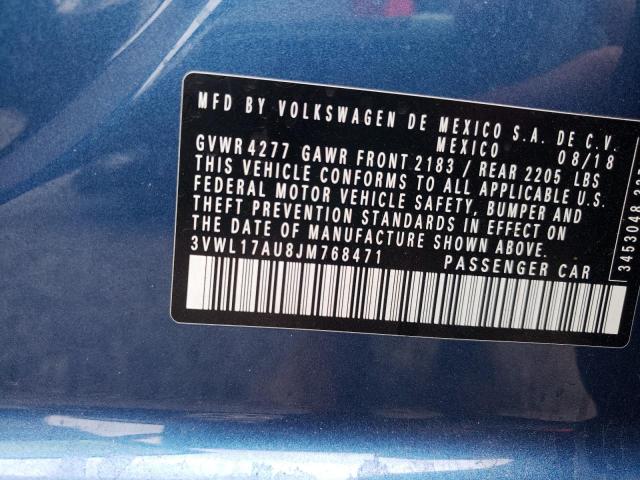 MFD BY VOLKSWAGEN DE MEXICO S.A. DE C.V.
MEXICO 08/18
GVWR 4277 GAWR FRONT 2183 / REAR 2205 LBS
THIS VEHICLE CONFORMS TO ALL APPLICABLE U.S.
FEDERAL MOTOR VEHICLE SAFETY, BUMPER AND
THEFT PREVENTION STANDARDS IN EFFECT ON
THE DATE OF MANUFACTURE SHOWN ABOVE.
3VWL17AU8JM768471 PASSENGER CAR
3453048